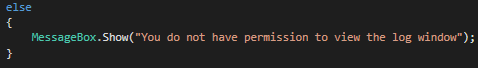 else
{
MessageBox.Show("You do not have permission to view the log window");
}